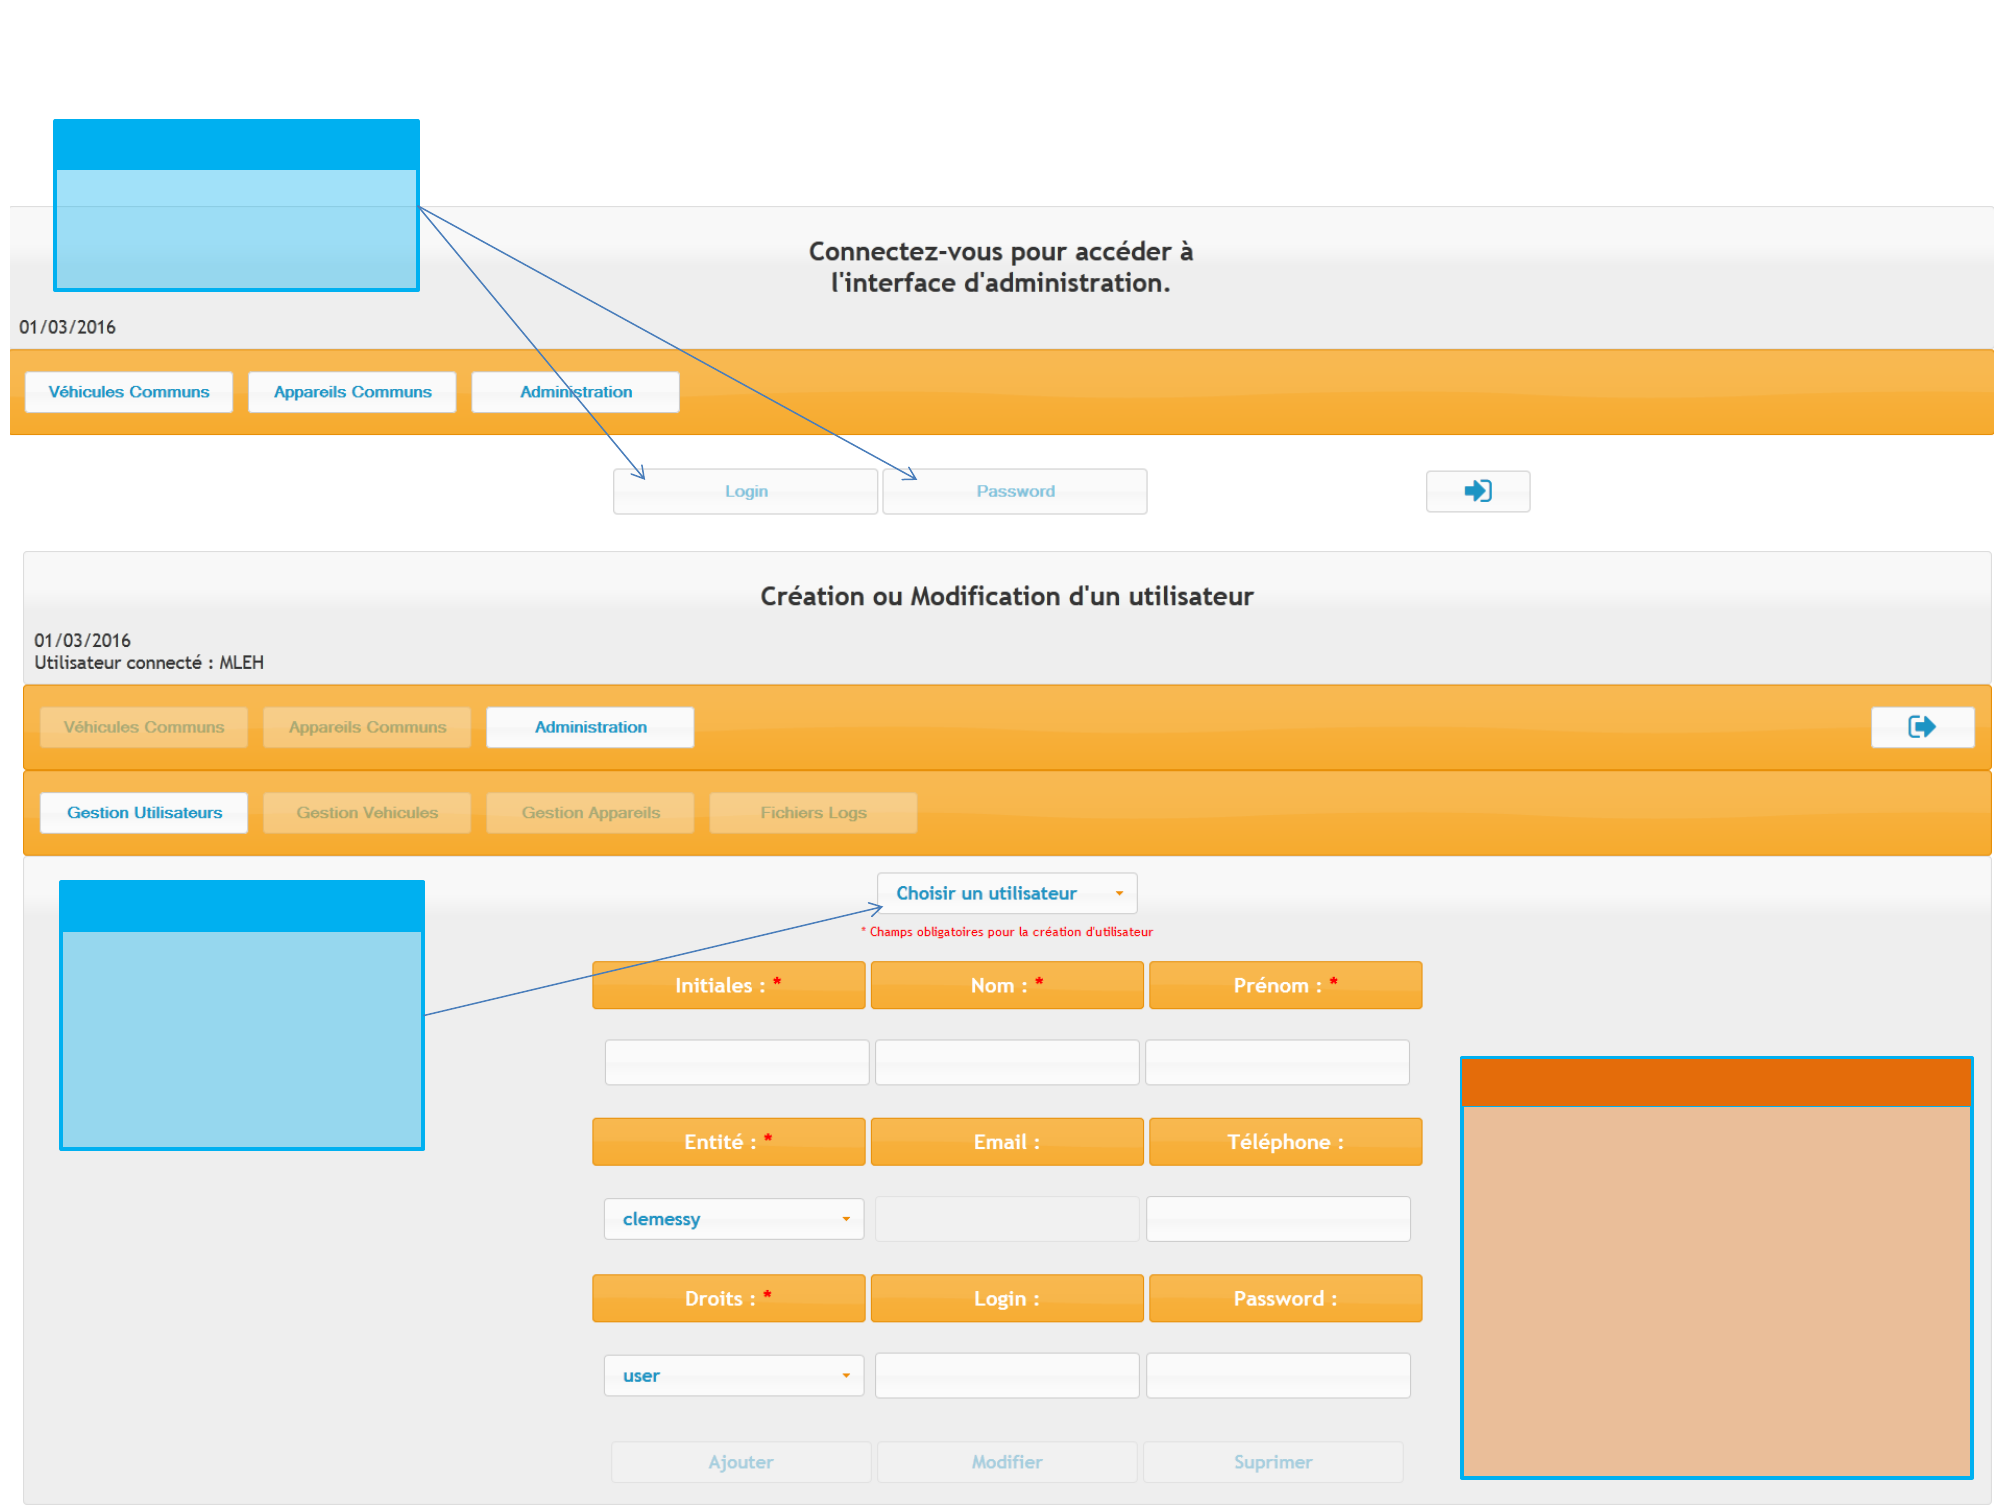 Connectez-vous pour accéder à
l'interface d'administration.
01/03/2016
Véhicules Communs Appareils Communs Administration
Login Password
Création ou Modification d'un utilisateur
01/03/2016
Utilisateur connecté : MLEH
Véhicules Communs Appareils Communs Administration
Gestion Utilisateurs Gestion Vehicules Gestion Appareils Fichiers Logs
Choisir un utilisateur
* Champs obligatoires pour la création d'utilisateur
Initiales : * Nom : * Prénom : *
Entité : * Email : Téléphone :
clemessy
Droits : * Login : Password :
user
Ajouter Modifier Suprimer